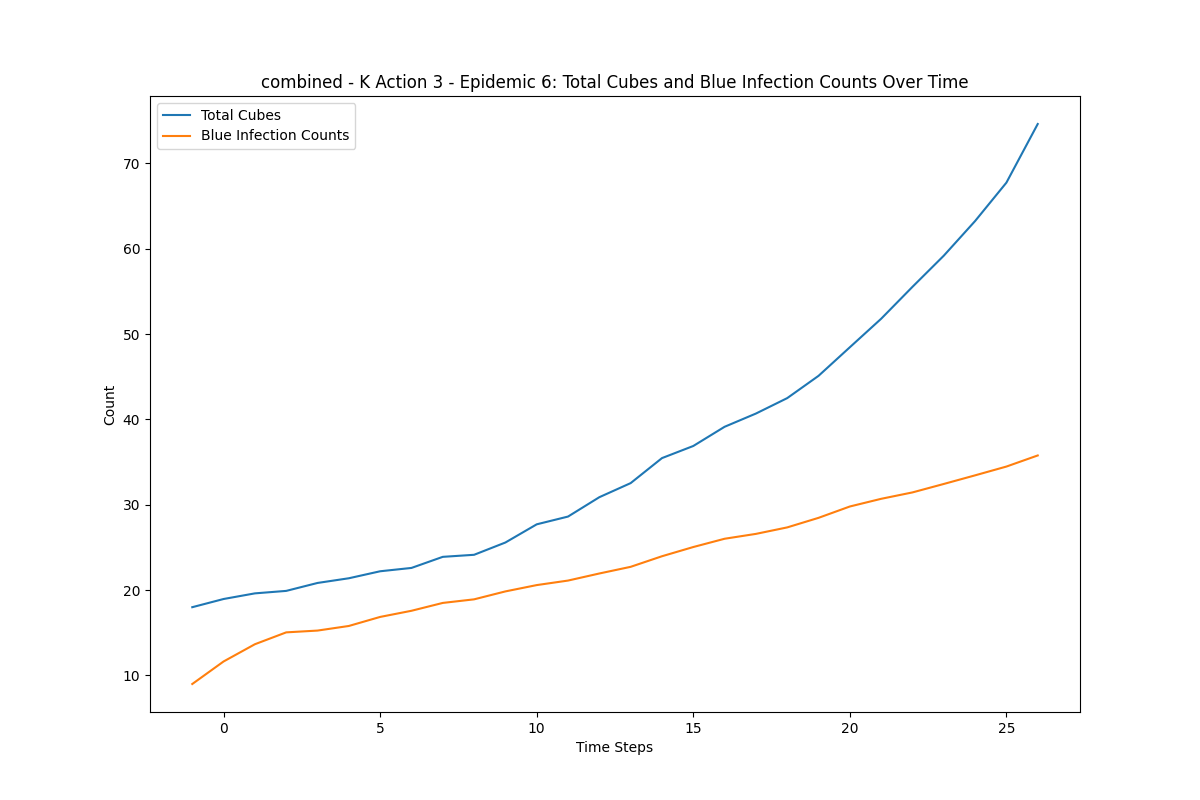 combined - K Action 3 - Epidemic 6: Total Cubes and Blue Infection Counts Over Time
Total Cubes
Blue Infection Counts
70
60
50
40
30
20
10
Count
0 5 10 15 20 25
Time Steps